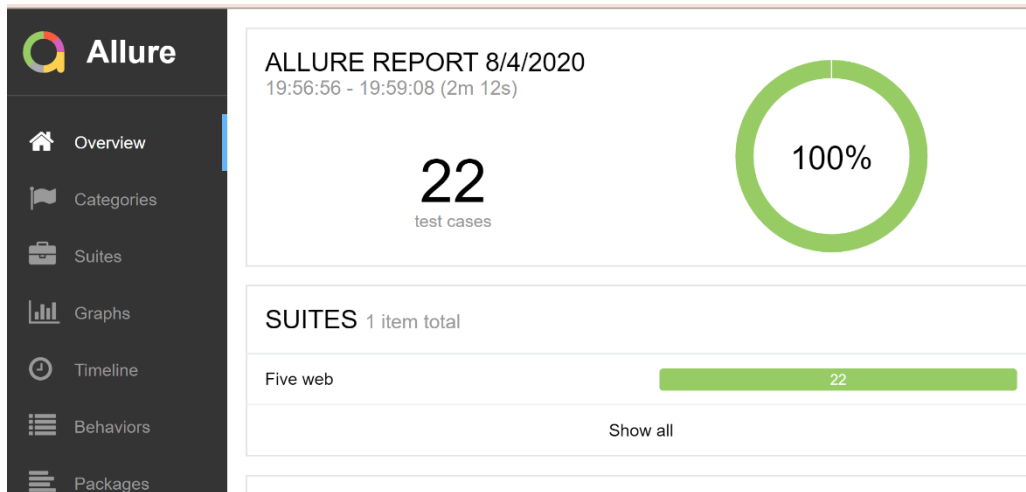 Allure
Overview
Categories
Suites
Graphs
Timeline
Behaviors
Packages
ALLURE REPORT 8/4/2020
19:56:56 - 19:59:08 (2m 12s)
22
test cases
100%
SUITES 1 item total
Five web 22
Show all